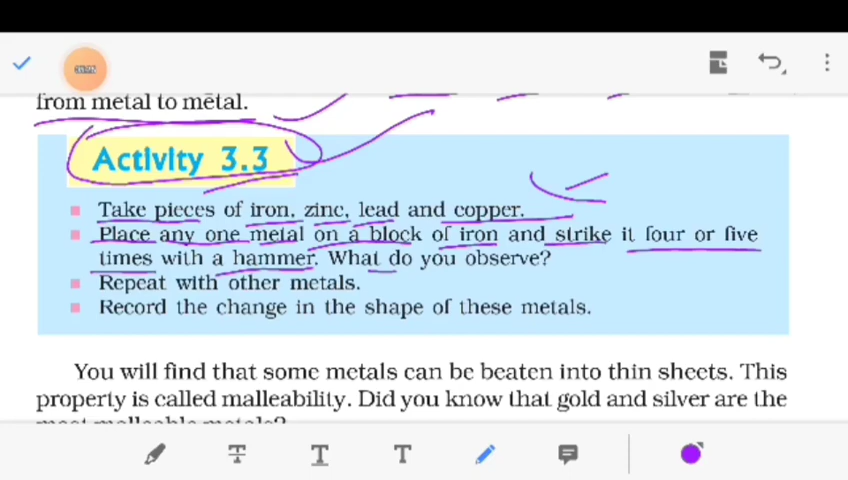 from metal to metal.
Activity 3.3
Take pieces of iron, zinc, lead and copper.
Place any one metal on a block of iron and strike it four or five
times with a hammer. What do you observe?
Repeat with other metals.
Record the change in the shape of these metals.
You will find that some metals can be beaten into thin sheets. This
property is called malleability. Did you know that gold and silver are the
most malleable metals?
T
T
T